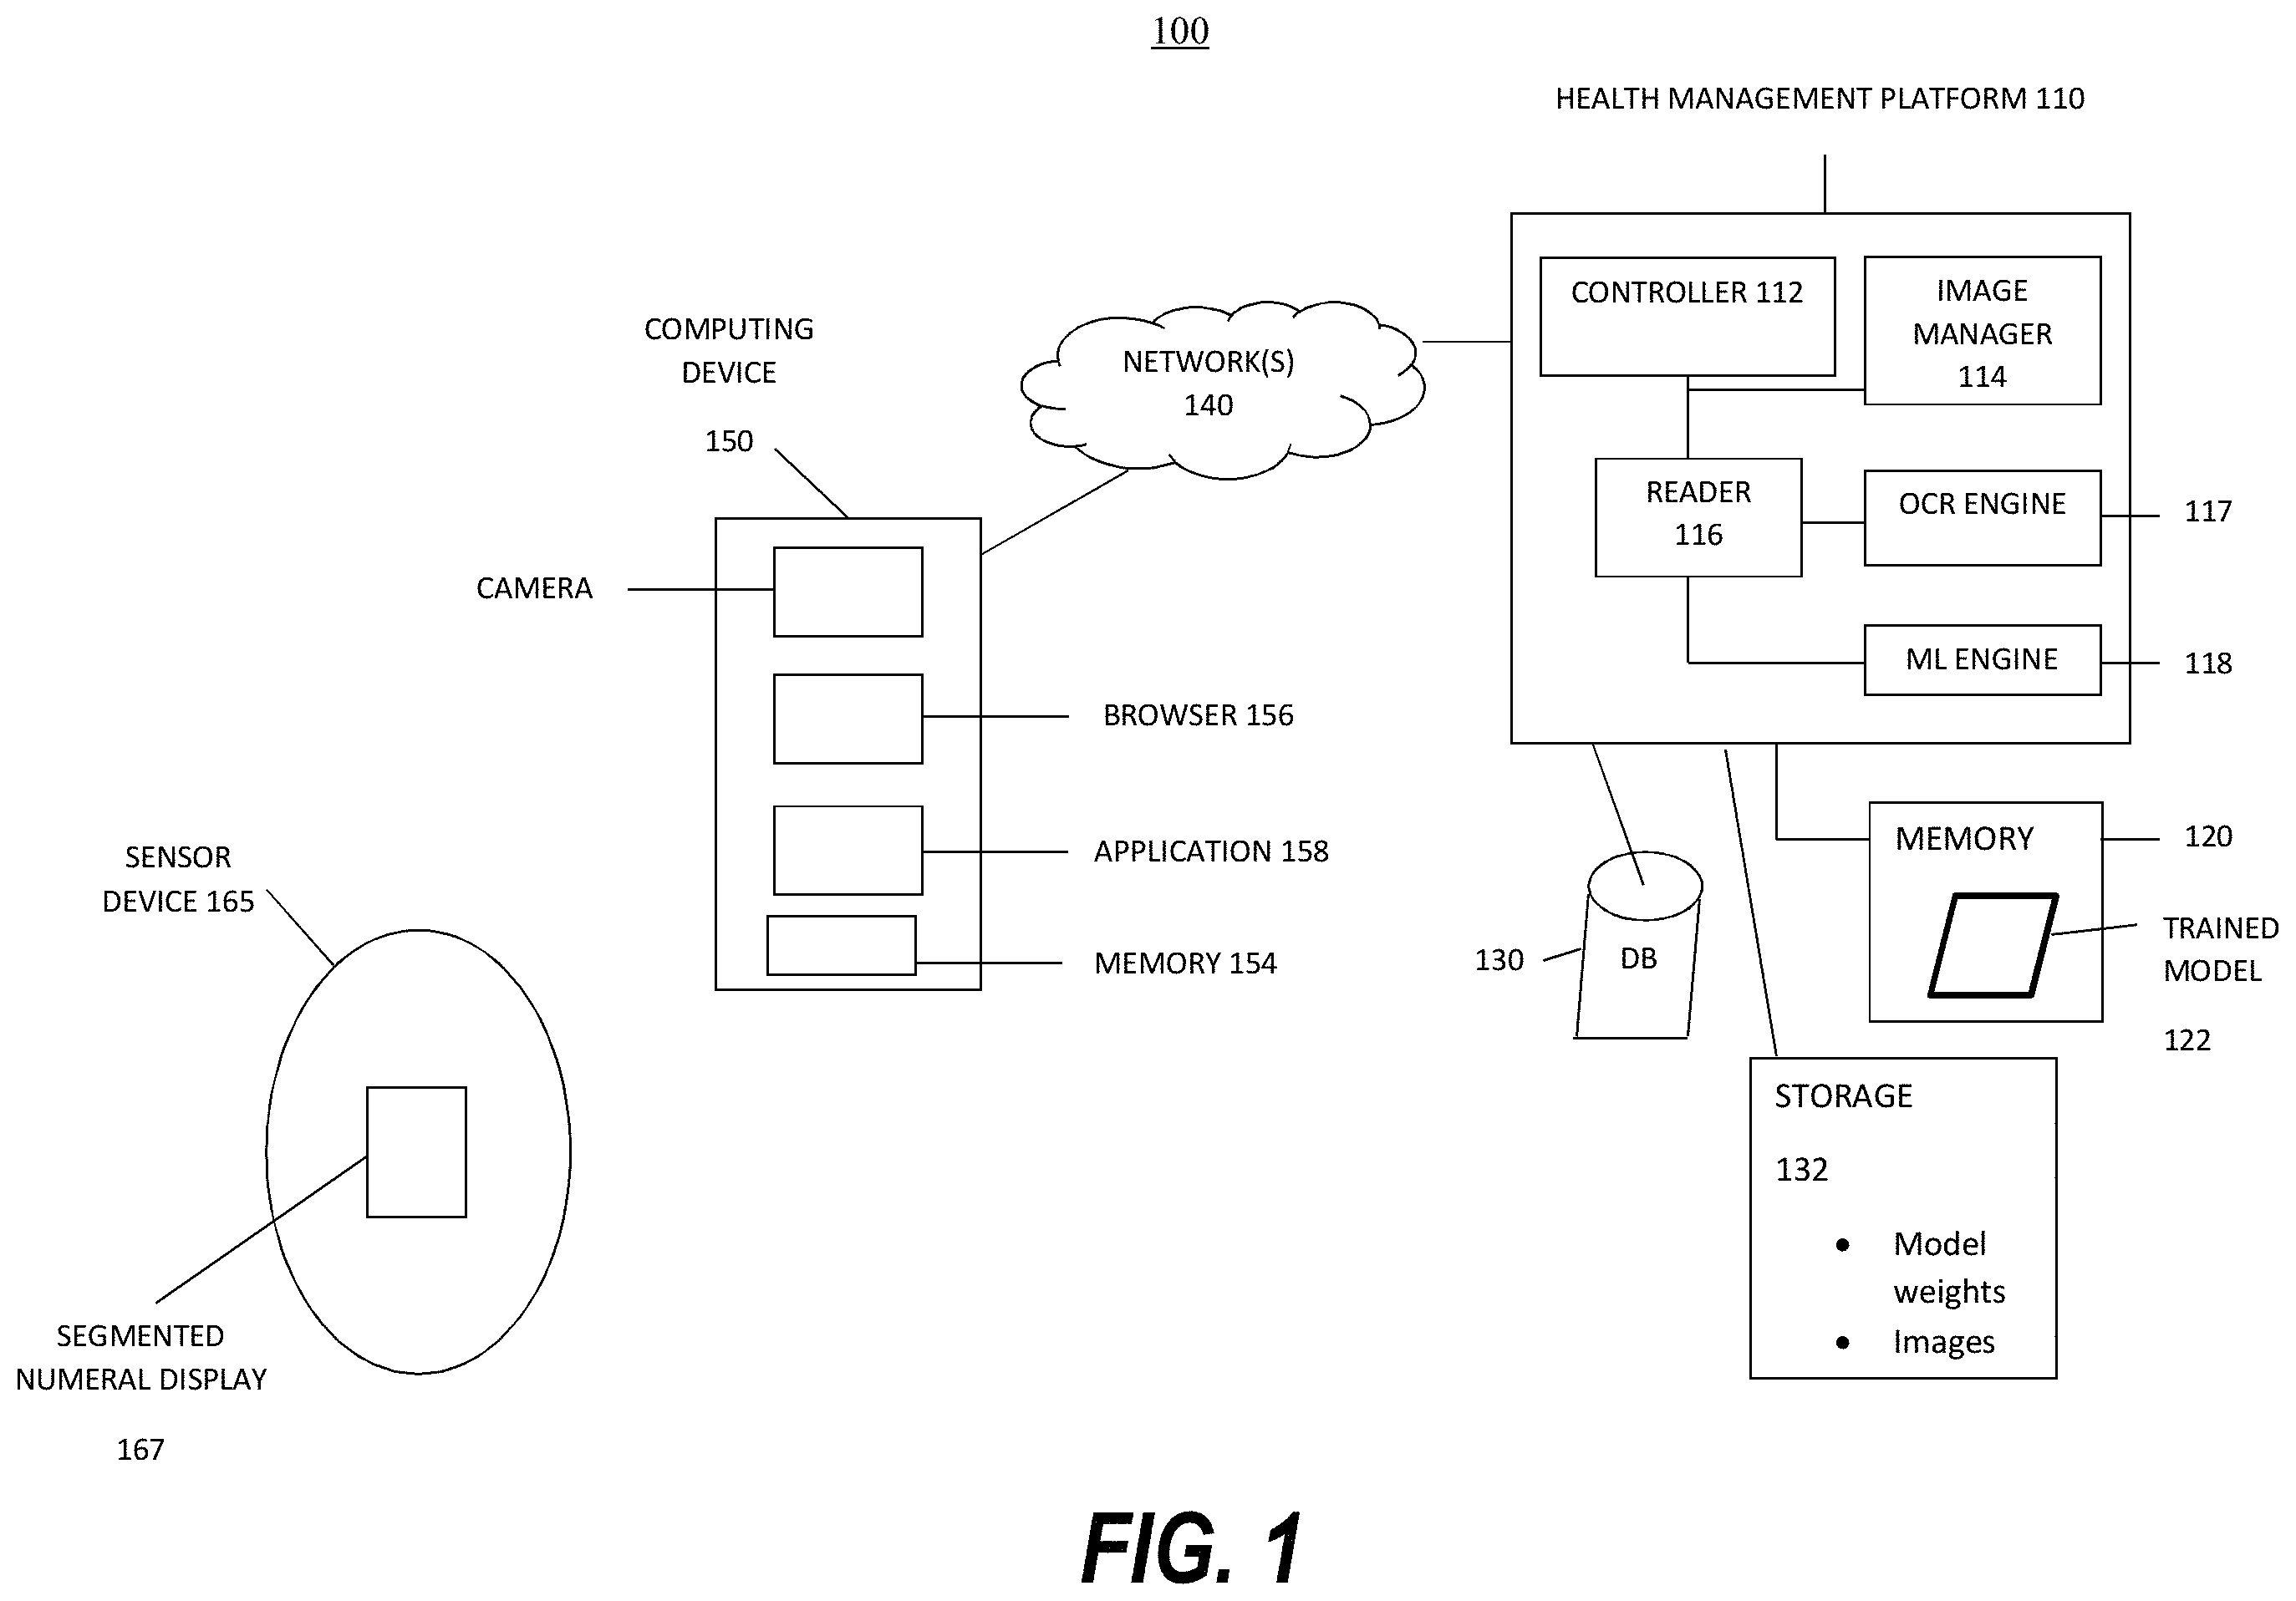 100
HEALTH MANAGEMENT PLATFORM 110
CONTROLLER 112
IMAGE
MANAGER
114
READER
116
OCR ENGINE
117
ML ENGINE
118
NETWORK(S)
140
COMPUTING
DEVICE
150
CAMERA
BROWSER 156
APPLICATION 158
MEMORY 154
SENSOR
DEVICE 165
SEGMENTED
NUMERAL DISPLAY
167
130
DB
MEMORY
120
TRAINED
MODEL
122
STORAGE
132
• Model
weights
• Images
FIG. 1